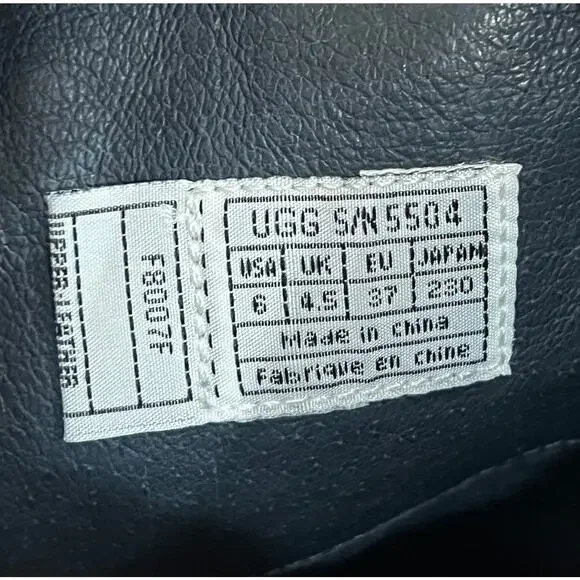 UGG S/N 5504
USA UK EU JAPAN
6 4.5 37 230
Made in China
Fabrique en Chine
F8007F
UPPER-LEATHER